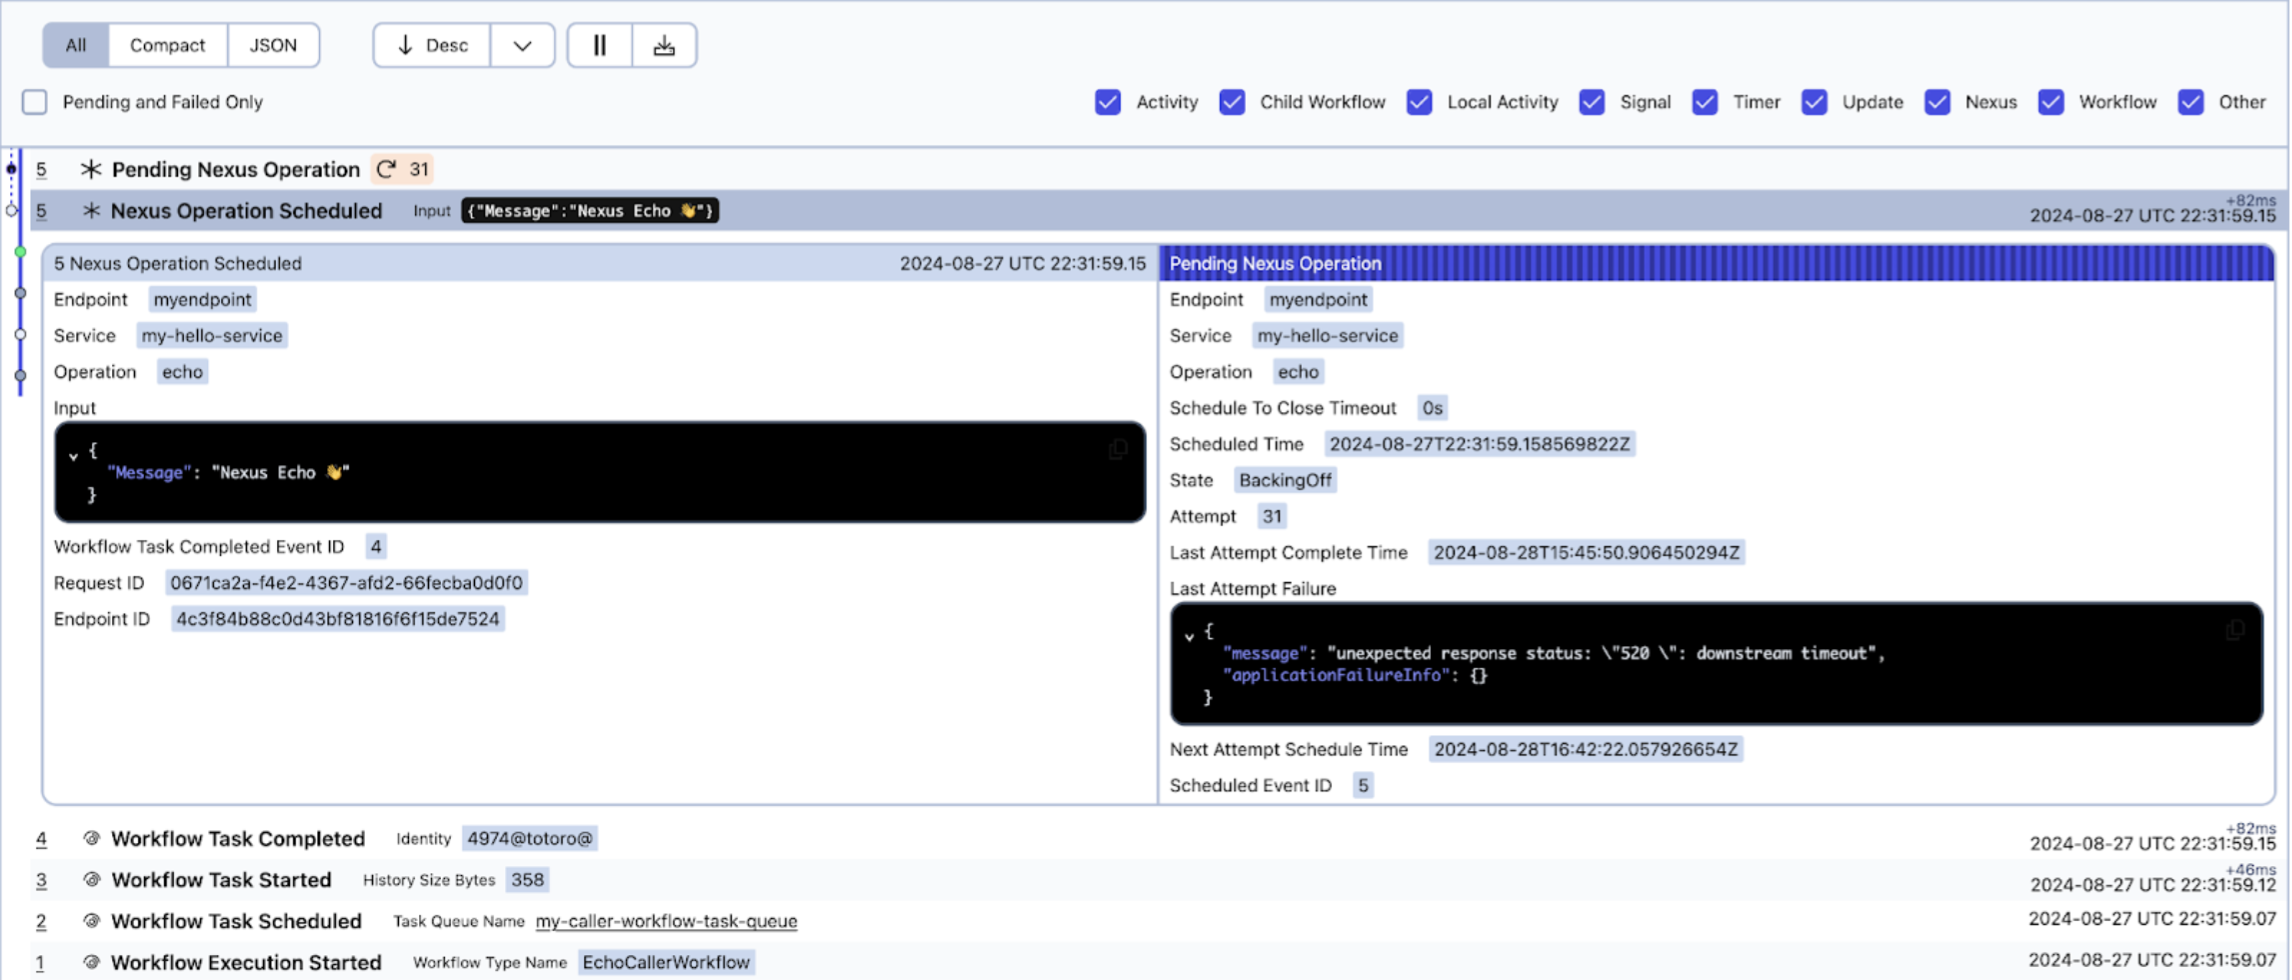 All Compact JSON Desc
Pending and Failed Only Activity Child Workflow Local Activity Signal Timer Update Nexus Workflow Other
5 Pending Nexus Operation 31
5 Nexus Operation Scheduled Input {"Message":"Nexus Echo 👋"} +82ms
2024-08-27 UTC 22:31:59.15
5 Nexus Operation Scheduled 2024-08-27 UTC 22:31:59.15
Endpoint myendpoint
Service my-hello-service
Operation echo
Input
{
"Message": "Nexus Echo 👋"
}
Workflow Task Completed Event ID 4
Request ID 0671ca2a-f4e2-4367-afd2-66fecba0d0f0
Endpoint ID 4c3f84b88c0d43bf81816f6f15de7524
Pending Nexus Operation
Endpoint myendpoint
Service my-hello-service
Operation echo
Schedule To Close Timeout 0s
Scheduled Time 2024-08-27T22:31:59.158569822Z
State BackingOff
Attempt 31
Last Attempt Complete Time 2024-08-28T15:45:50.906450294Z
Last Attempt Failure
{
"message": "unexpected response status: \"520 \": downstream timeout",
"applicationFailureInfo": {}
}
Next Attempt Schedule Time 2024-08-28T16:42:22.057926654Z
Scheduled Event ID 5
4 Workflow Task Completed Identity 4974@totoro@ +82ms
2024-08-27 UTC 22:31:59.15
3 Workflow Task Started History Size Bytes 358 +46ms
2024-08-27 UTC 22:31:59.12
2 Workflow Task Scheduled Task Queue Name my-caller-workflow-task-queue 2024-08-27 UTC 22:31:59.07
1 Workflow Execution Started Workflow Type Name EchoCallerWorkflow 2024-08-27 UTC 22:31:59.07